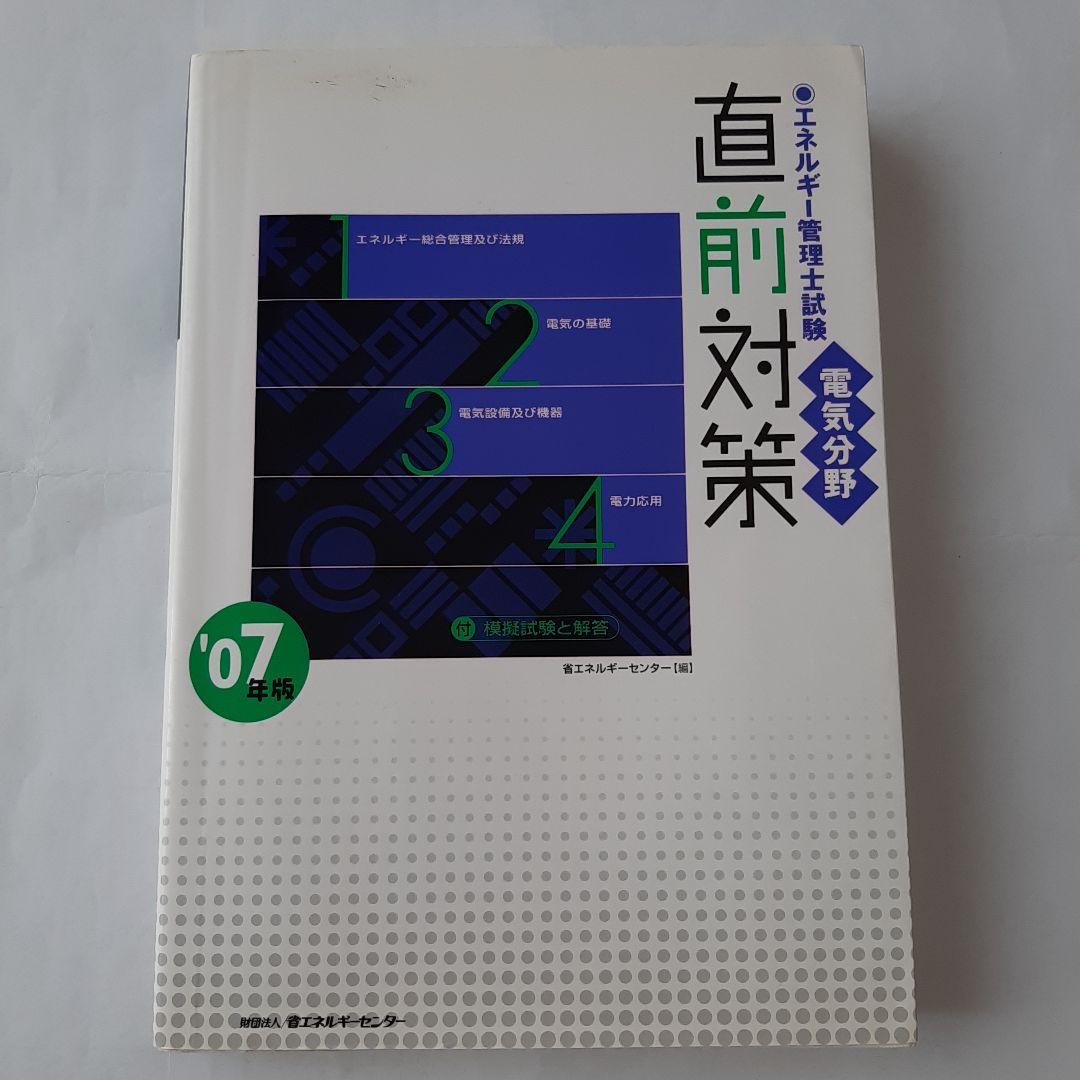 ●エネルギー管理士試験
電気分野
直前対策
1 エネルギー総合管理及び法規
2 電気の基礎
3 電気設備及び機器
4 電力応用
付 模擬試験と解答
省エネルギーセンター【編】
'07年版
財団法人/省エネルギーセンター